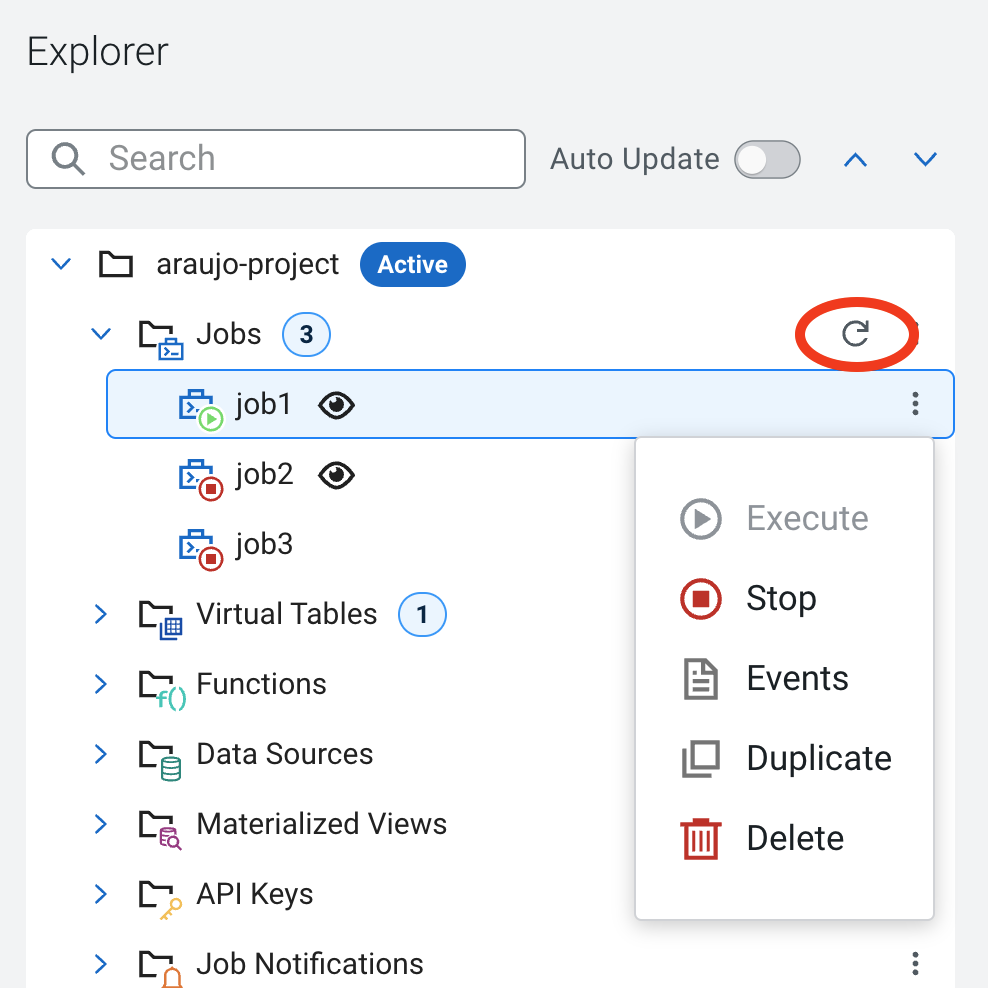 Explorer
Search
Auto Update
araujo-project Active
Jobs 3
job1
job2
job3
Virtual Tables 1
Functions
f()
Data Sources
Materialized Views
API Keys
Job Notifications
Execute
Stop
Events
Duplicate
Delete